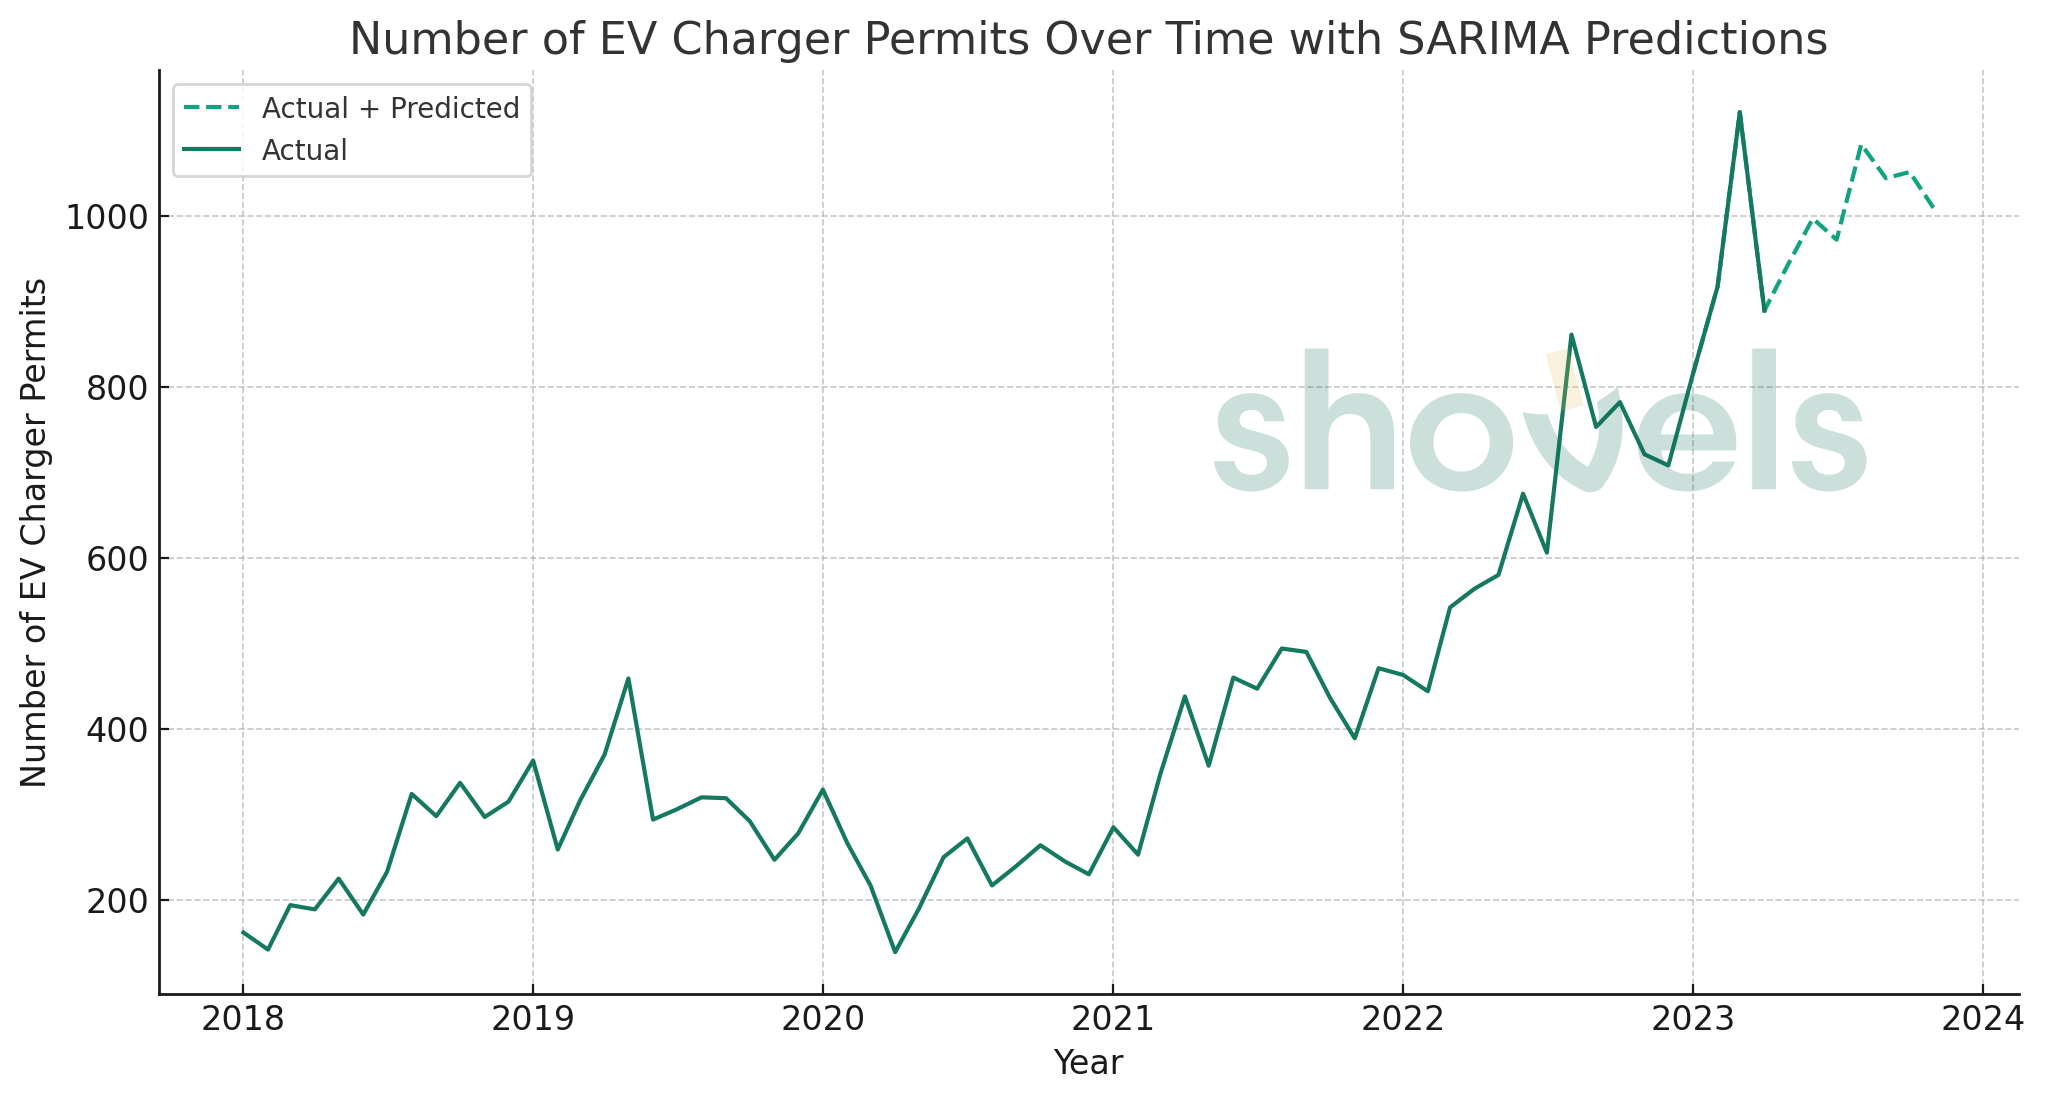 Number of EV Charger Permits Over Time with SARIMA Predictions
Actual + Predicted
Actual
1000
800
600
400
200
Number of EV Charger Permits
shovels
2018 2019 2020 2021 2022 2023 2024
Year